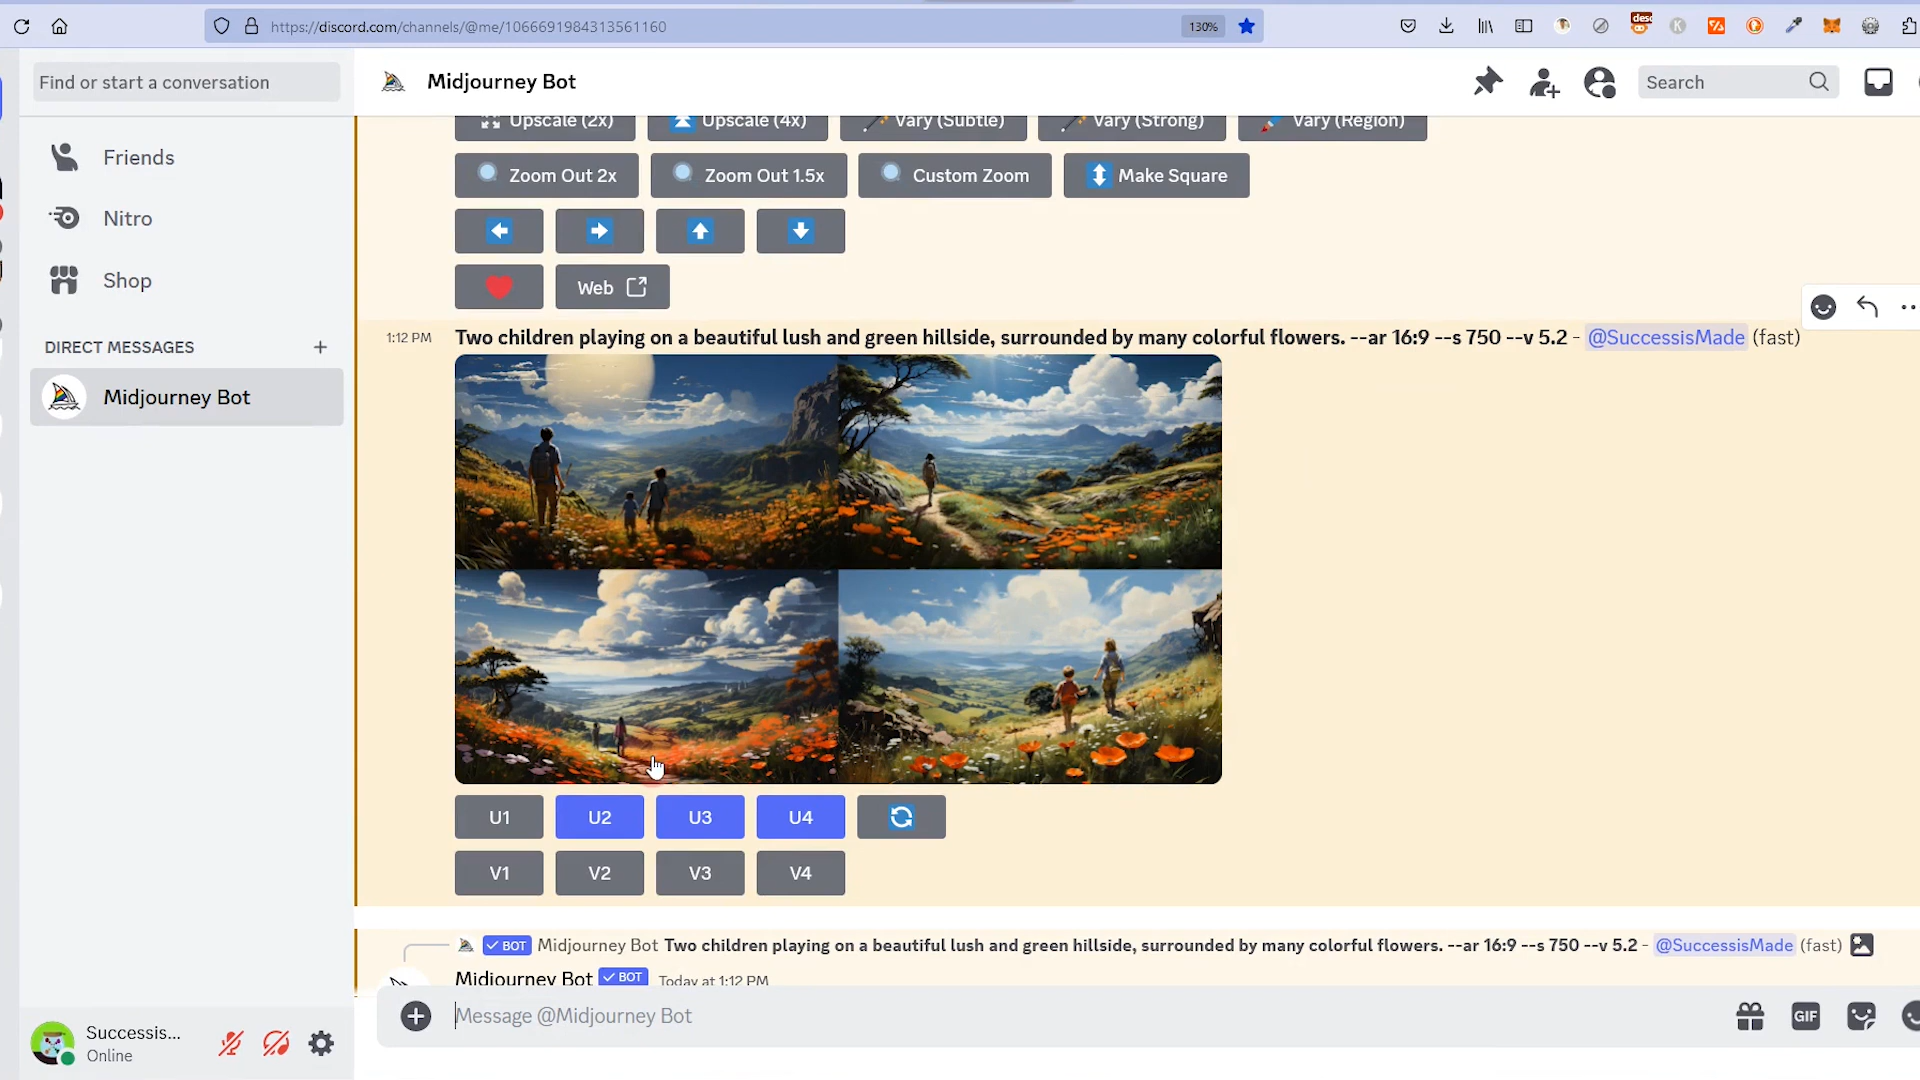 https://discord.com/channels/@me/1066691984313561160
130%
desc
Find or start a conversation
Midjourney Bot
Search
Friends
Nitro
Shop
DIRECT MESSAGES
Midjourney Bot
Upscale (2x) Upscale (4x) Vary (Subtle) Vary (Strong) Vary (Region)
Zoom Out 2x Zoom Out 1.5x Custom Zoom Make Square
Web
1:12 PM Two children playing on a beautiful lush and green hillside, surrounded by many colorful flowers. --ar 16:9 --s 750 --v 5.2 - @SuccessisMade (fast)
U1 U2 U3 U4
V1 V2 V3 V4
BOT Midjourney Bot Two children playing on a beautiful lush and green hillside, surrounded by many colorful flowers. --ar 16:9 --s 750 --v 5.2 - @SuccessisMade (fast)
Midjourney Bot BOT Today at 1:12 PM
Message @Midjourney Bot
GIF
Successis...
Online